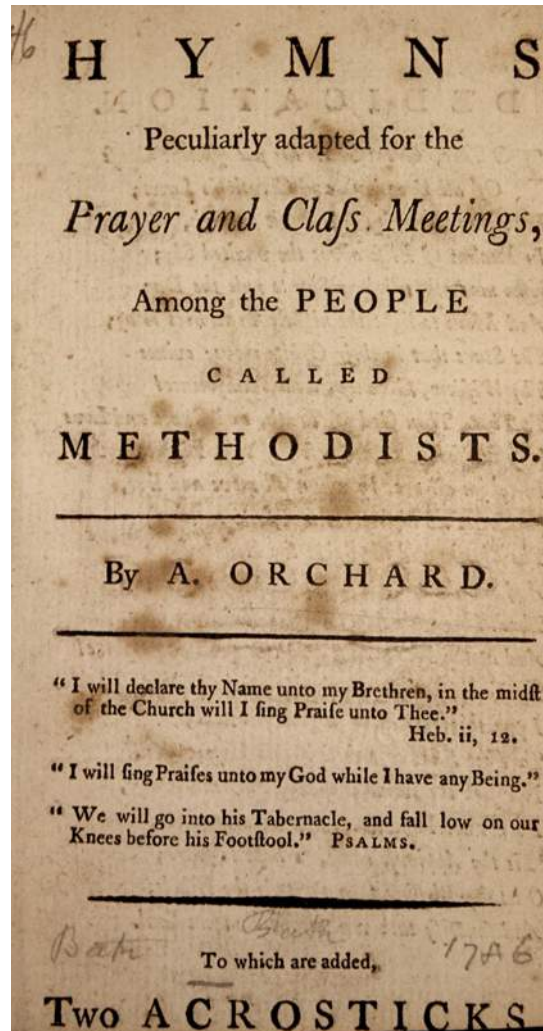 46
HYMNS
Peculiarly adapted for the
Prayer and Claſs Meetings,
Among the PEOPLE
CALLED
METHODISTS.
By A. ORCHARD.
“ I will declare thy Name unto my Brethren, in the midſt
of the Church will I ſing Praiſe unto Thee.”
Heb. ii, 12.
“ I will ſing Praiſes unto my God while I have any Being.”
“ We will go into his Tabernacle, and fall low on our
Knees before his Footſtool.” PSALMS.
1786
To which are added,
Two ACROSTICKS